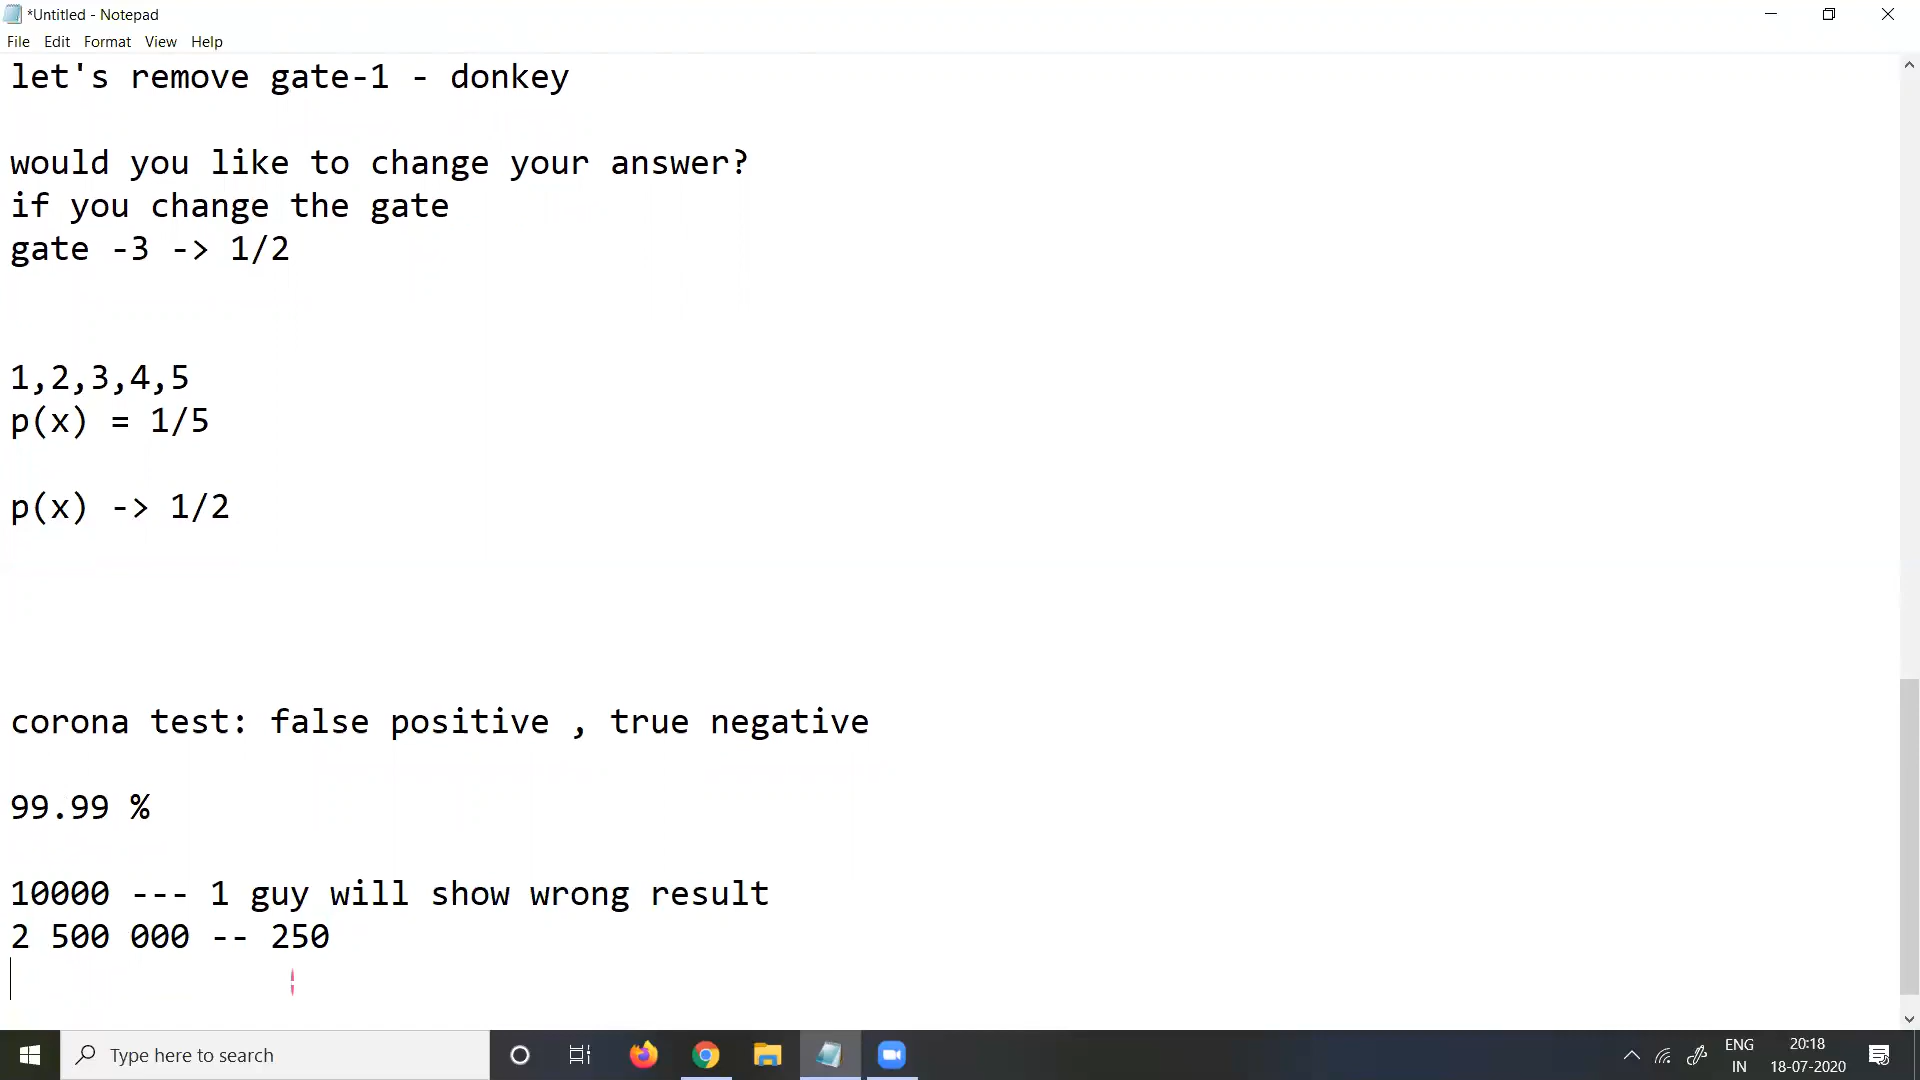 *Untitled - Notepad
File Edit Format View Help
let's remove gate-1 - donkey
would you like to change your answer?
if you change the gate
gate -3 -> 1/2
1,2,3,4,5
p(x) = 1/5
p(x) -> 1/2
corona test: false positive , true negative
99.99 %
10000 --- 1 guy will show wrong result
2 500 000 -- 250
Type here to search
ENG
IN
20:18
18-07-2020